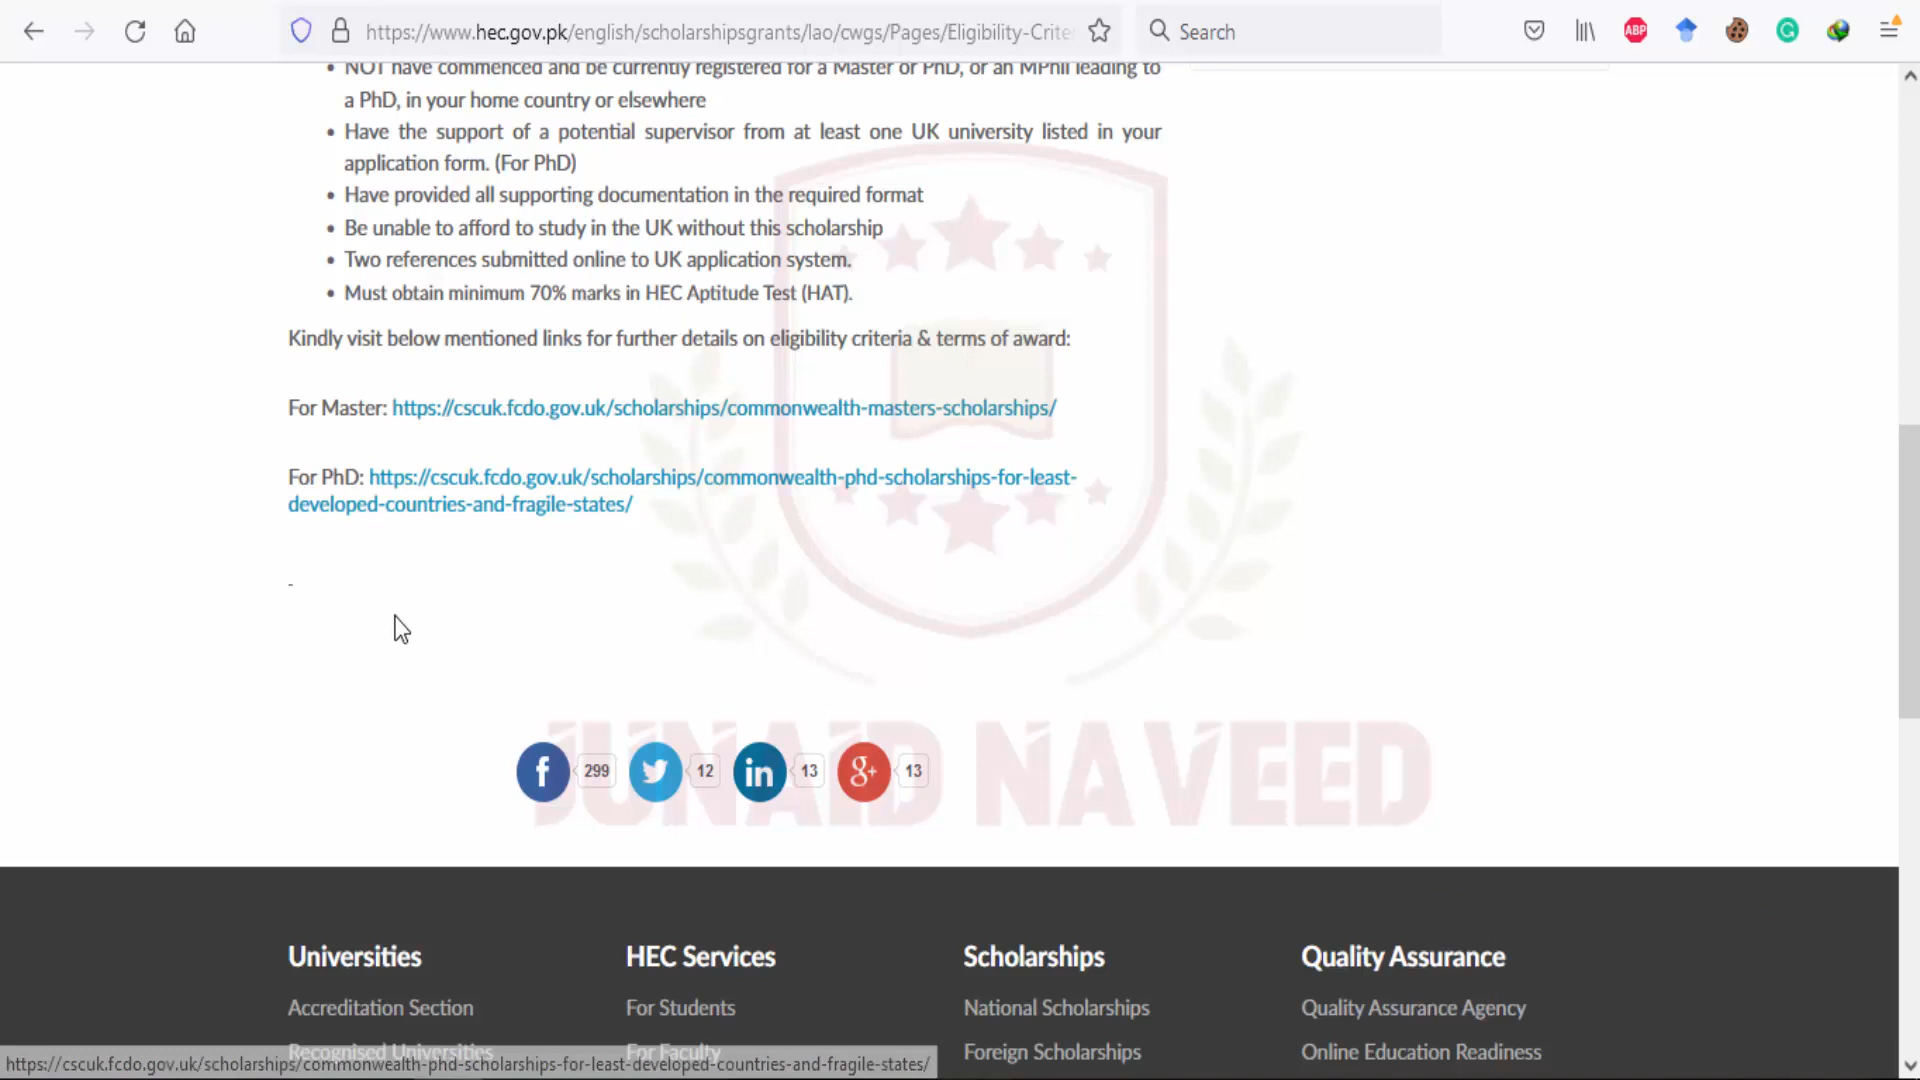 https://www.hec.gov.pk/english/scholarshipsgrants/lao/cwgs/Pages/Eligibility-Crite
Search
ABP
• NOT have commenced and be currently registered for a Master or PhD, or an MPhil leading to
a PhD, in your home country or elsewhere
• Have the support of a potential supervisor from at least one UK university listed in your
application form. (For PhD)
• Have provided all supporting documentation in the required format
• Be unable to afford to study in the UK without this scholarship
• Two references submitted online to UK application system.
• Must obtain minimum 70% marks in HEC Aptitude Test (HAT).
Kindly visit below mentioned links for further details on eligibility criteria & terms of award:
For Master: https://cscuk.fcdo.gov.uk/scholarships/commonwealth-masters-scholarships/
For PhD: https://cscuk.fcdo.gov.uk/scholarships/commonwealth-phd-scholarships-for-least-
developed-countries-and-fragile-states/
-
JUNAID NAVEED
f 299 12 in 13 g+ 13
Universities HEC Services Scholarships Quality Assurance
Accreditation Section For Students National Scholarships Quality Assurance Agency
Recognised Universities For Faculty Foreign Scholarships Online Education Readiness
https://cscuk.fcdo.gov.uk/scholarships/commonwealth-phd-scholarships-for-least-developed-countries-and-fragile-states/